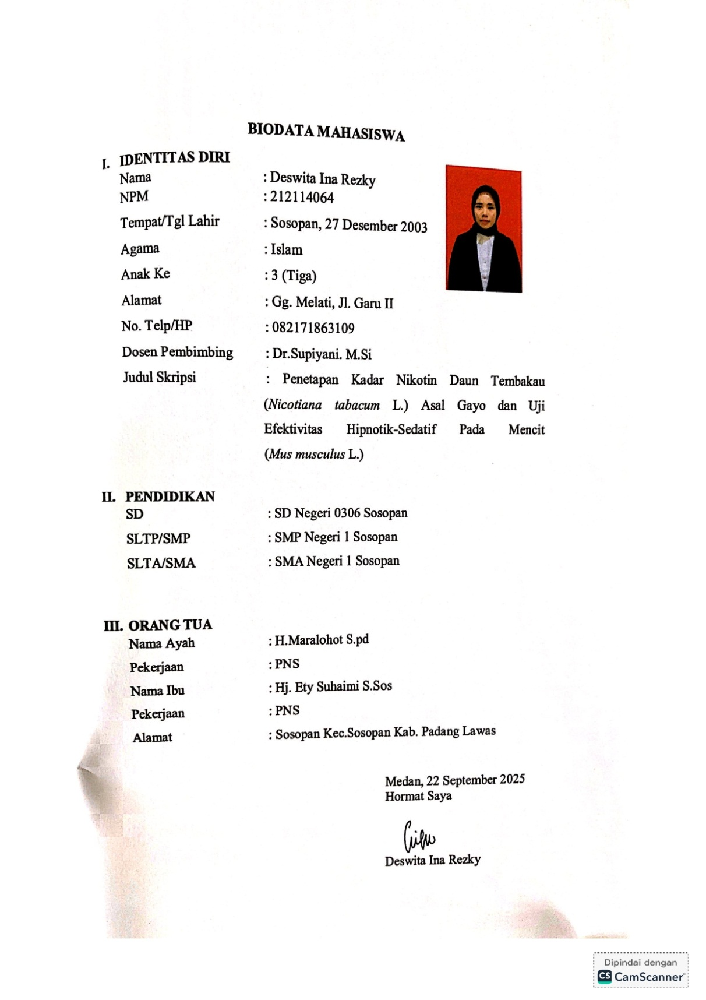 BIODATA MAHASISWA
I. IDENTITAS DIRI
Nama : Deswita Ina Rezky
NPM : 212114064
Tempat/Tgl Lahir : Sosopan, 27 Desember 2003
Agama : Islam
Anak Ke : 3 (Tiga)
Alamat : Gg. Melati, Jl. Garu II
No. Telp/HP : 082171863109
Dosen Pembimbing : Dr.Supiyani. M.Si
Judul Skripsi : Penetapan Kadar Nikotin Daun Tembakau
(Nicotiana tabacum L.) Asal Gayo dan Uji
Efektivitas Hipnotik-Sedatif Pada Mencit
(Mus musculus L.)
II. PENDIDIKAN
SD : SD Negeri 0306 Sosopan
SLTP/SMP : SMP Negeri 1 Sosopan
SLTA/SMA : SMA Negeri 1 Sosopan
III. ORANG TUA
Nama Ayah : H.Maralohot S.pd
Pekerjaan : PNS
Nama Ibu : Hj. Ety Suhaimi S.Sos
Pekerjaan : PNS
Alamat : Sosopan Kec.Sosopan Kab. Padang Lawas
Medan, 22 September 2025
Hormat Saya
Deswita Ina Rezky
Dipindai dengan
CS CamScanner™